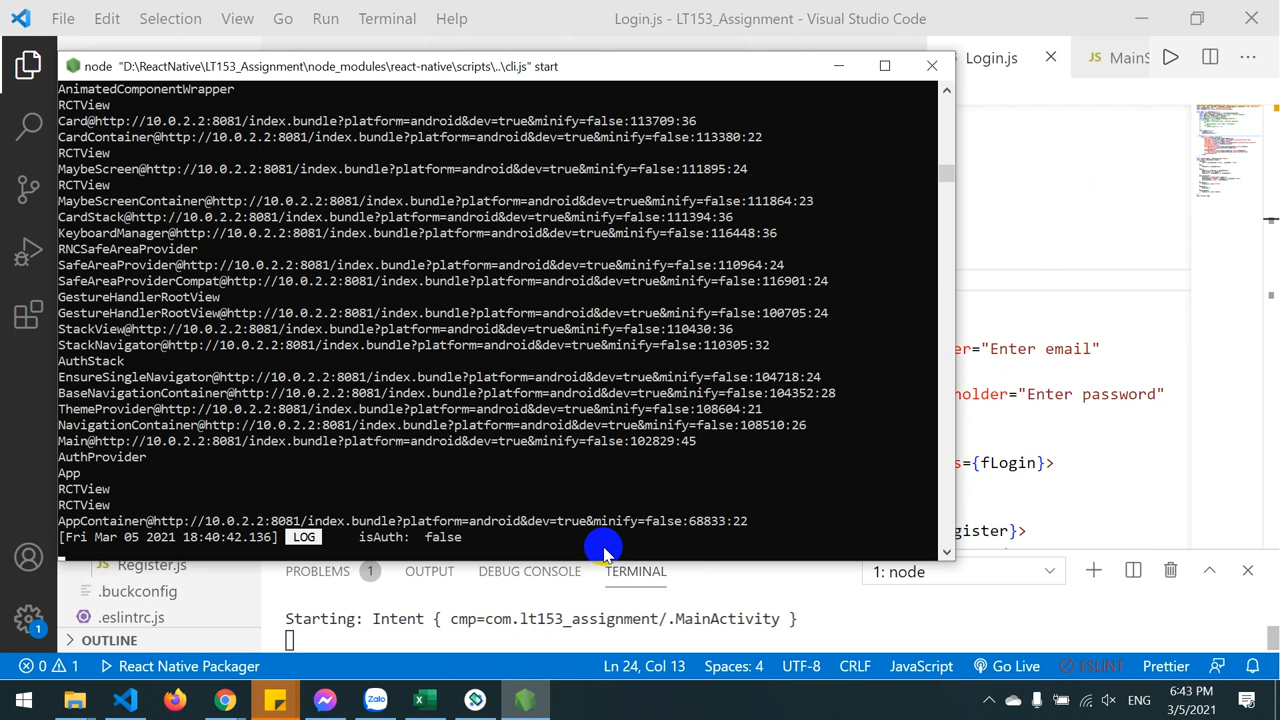 File Edit Selection View Go Run Terminal Help Login.js - LT153_Assignment - Visual Studio Code
Login.js JS MainS
node "D:\ReactNative\LT153_Assignment\node_modules\react-native\scripts\..\cli.js" start
AnimatedComponentWrapper
RCTView
Card@http://10.0.2.2:8081/index.bundle?platform=android&dev=true&minify=false:113709:36
CardContainer@http://10.0.2.2:8081/index.bundle?platform=android&dev=true&minify=false:113380:22
RCTView
MaybeScreen@http://10.0.2.2:8081/index.bundle?platform=android&dev=true&minify=false:
RCTView
MaybeScreenContainer@http://10.0.2.2:8081/index.bundle?platform=android&dev=true&minify=false:
CardStack@http://10.0.2.2:8081/index.bundle?platform=android&dev=true&minify=false:111394:36
KeyboardManager@http://10.0.2.2:8081/index.bundle?platform=android&dev=true&minify=false:116448:36
RNCSafeAreaProvider
SafeAreaProvider@http://10.0.2.2:8081/index.bundle?platform=android&dev=true&minify=false:110964:24
SafeAreaProviderCompat@http://10.0.2.2:8081/index.bundle?platform=android&dev=true&minify=false:116901:24
GestureHandlerRootView
GestureHandlerRootView@http://10.0.2.2:8081/index.bundle?platform=android&dev=true&minify=false:100705:24
StackView@http://10.0.2.2:8081/index.bundle?platform=android&dev=true&minify=false:110430:36
StackNavigator@http://10.0.2.2:8081/index.bundle?platform=android&dev=true&minify=false:110305:32
AuthStack
EnsureSingleNavigator@http://10.0.2.2:8081/index.bundle?platform=android&dev=true&minify=false:104718:24
BaseNavigationContainer@http://10.0.2.2:8081/index.bundle?platform=android&dev=true&minify=false:104352:28
ThemeProvider@http://10.0.2.2:8081/index.bundle?platform=android&dev=true&minify=false:108604:21
NavigationContainer@http://10.0.2.2:8081/index.bundle?platform=android&dev=true&minify=false:108510:26
Main@http://10.0.2.2:8081/index.bundle?platform=android&dev=true&minify=false:102829:45
AuthProvider
App
RCTView
RCTView
AppContainer@http://10.0.2.2:8081/index.bundle?platform=android&dev=true&minify=false:68833:22
[Fri Mar 05 2021 18:40:42.136] LOG isAuth: false
er="Enter email"
holder="Enter password"
s={fLogin}>
egister}>
Register.js
.buckconfig
.eslintrc.js
OUTLINE
PROBLEMS 1 OUTPUT DEBUG CONSOLE TERMINAL 1: node
Starting: Intent { cmp=com.lt153_assignment/.MainActivity }
1
0 1 React Native Packager Ln 24, Col 13 Spaces: 4 UTF-8 CRLF JavaScript Go Live ESLINT Prettier
ENG 6:43 PM
3/5/2021